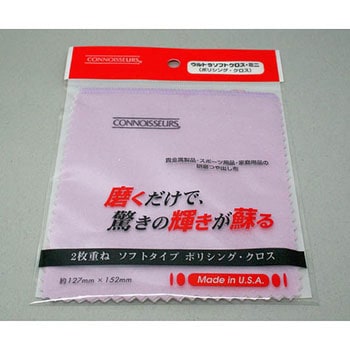 CONNOISSEURS
ウルトラソフトクロス・ミニ
(ポリシング・クロス)
CONNOISSEURS
貴金属製品・スポーツ用品・家庭用品の
研磨つや出し布
磨くだけで、
驚きの輝きが蘇る
2枚重ね ソフトタイプ ポリシング・クロス
約127mm×152mm
Made in U.S.A.